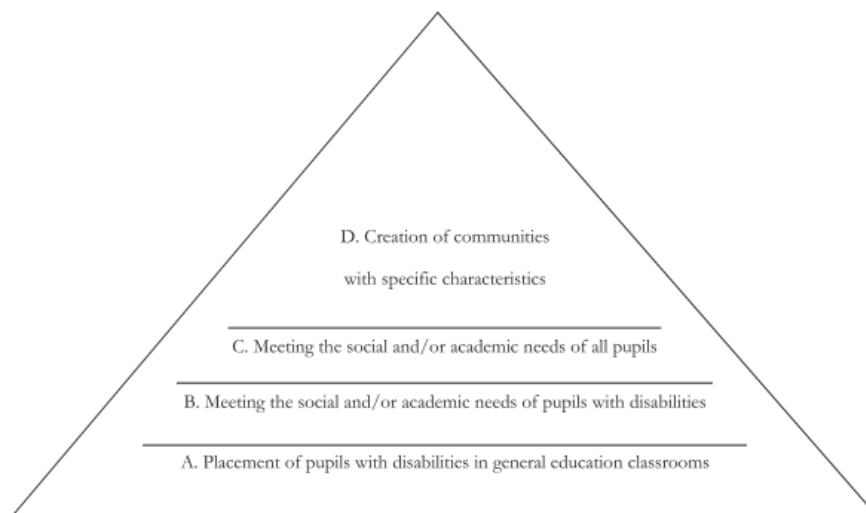 D. Creation of communities
with specific characteristics
C. Meeting the social and/or academic needs of all pupils
B. Meeting the social and/or academic needs of pupils with disabilities
A. Placement of pupils with disabilities in general education classrooms